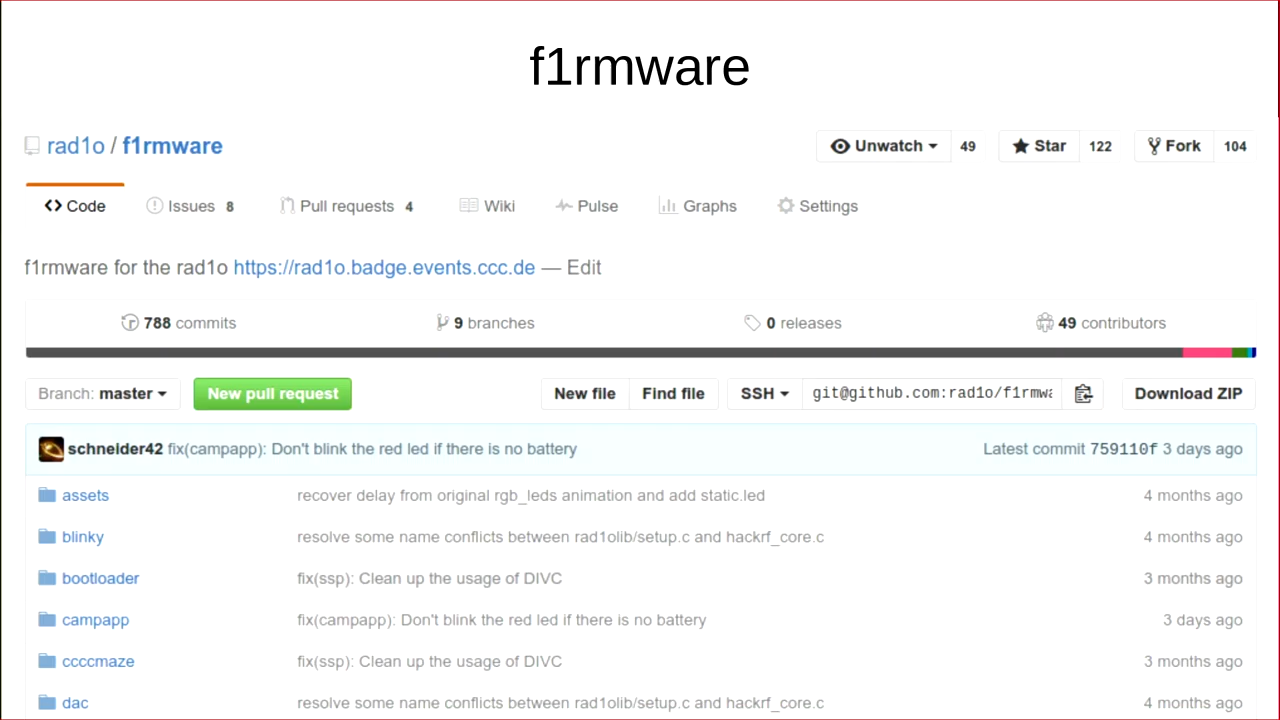 f1rmware
rad1o / f1rmware Unwatch 49 Star 122 Fork 104
Code Issues 8 Pull requests 4 Wiki Pulse Graphs Settings
f1rmware for the rad1o https://rad1o.badge.events.ccc.de — Edit
788 commits 9 branches 0 releases 49 contributors
Branch: master New pull request New file Find file SSH git@github.com:rad1o/f1rmwa Download ZIP
schneider42 fix(campapp): Don't blink the red led if there is no battery Latest commit 759110f 3 days ago
assets recover delay from original rgb_leds animation and add static.led 4 months ago
blinky resolve some name conflicts between rad1olib/setup.c and hackrf_core.c 4 months ago
bootloader fix(ssp): Clean up the usage of DIVC 3 months ago
campapp fix(campapp): Don't blink the red led if there is no battery 3 days ago
ccccmaze fix(ssp): Clean up the usage of DIVC 3 months ago
dac resolve some name conflicts between rad1olib/setup.c and hackrf_core.c 4 months ago